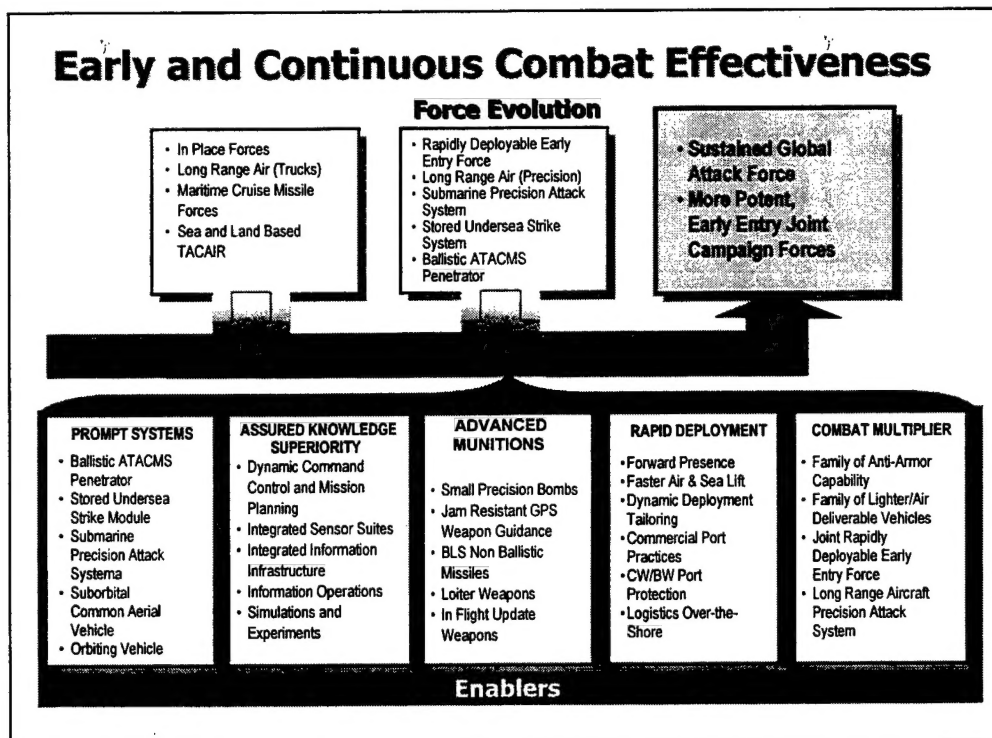 Early and Continuous Combat Effectiveness
Force Evolution
• In Place Forces
• Long Range Air (Trucks)
• Maritime Cruise Missile
Forces
• Sea and Land Based
TACAIR
• Rapidly Deployable Early
Entry Force
• Long Range Air (Precision)
• Submarine Precision Attack
System
• Stored Undersea Strike
System
• Ballistic ATACMS
Penetrator
• Sustained Global
Attack Force
• More Potent,
Early Entry Joint
Campaign Forces
PROMPT SYSTEMS
• Ballistic ATACMS
Penetrator
• Stored Undersea
Strike Module
• Submarine
Precision Attack
Systema
• Suborbital
Common Aerial
Vehicle
• Orbiting Vehicle
ASSURED KNOWLEDGE
SUPERIORITY
• Dynamic Command
Control and Mission
Planning
• Integrated Sensor Suites
• Integrated Information
Infrastructure
• Information Operations
• Simulations and
Experiments
ADVANCED
MUNITIONS
• Small Precision Bombs
• Jam Resistant GPS
Weapon Guidance
• BLS Non Ballistic
Missiles
• Loiter Weapons
• In Flight Update
Weapons
RAPID DEPLOYMENT
•Forward Presence
•Faster Air & Sea Lift
•Dynamic Deployment
Tailoring
•Commercial Port
Practices
•CW/BW Port
Protection
•Logistics Over-the-
Shore
COMBAT MULTIPLIER
• Family of Anti-Armor
Capability
• Family of Lighter/Air
Deliverable Vehicles
• Joint Rapidly
Deployable Early
Entry Force
• Long Range Aircraft
Precision Attack
System
Enablers